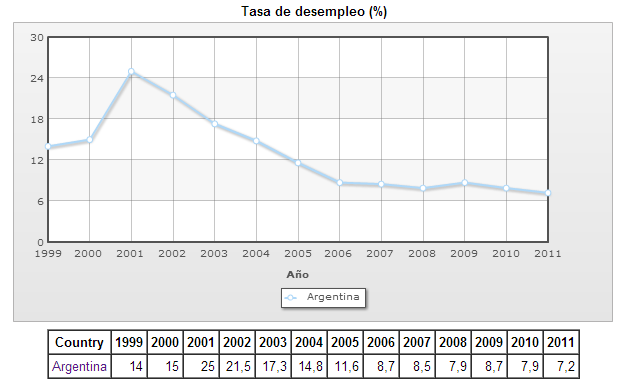 Tasa de desempleo (%)
30
24
18
12
6
0
1999 2000 2001 2002 2003 2004 2005 2006 2007 2008 2009 2010 2011
Año
Argentina
Country 1999 2000 2001 2002 2003 2004 2005 2006 2007 2008 2009 2010 2011
Argentina 14 15 25 21,5 17,3 14,8 11,6 8,7 8,5 7,9 8,7 7,9 7,2